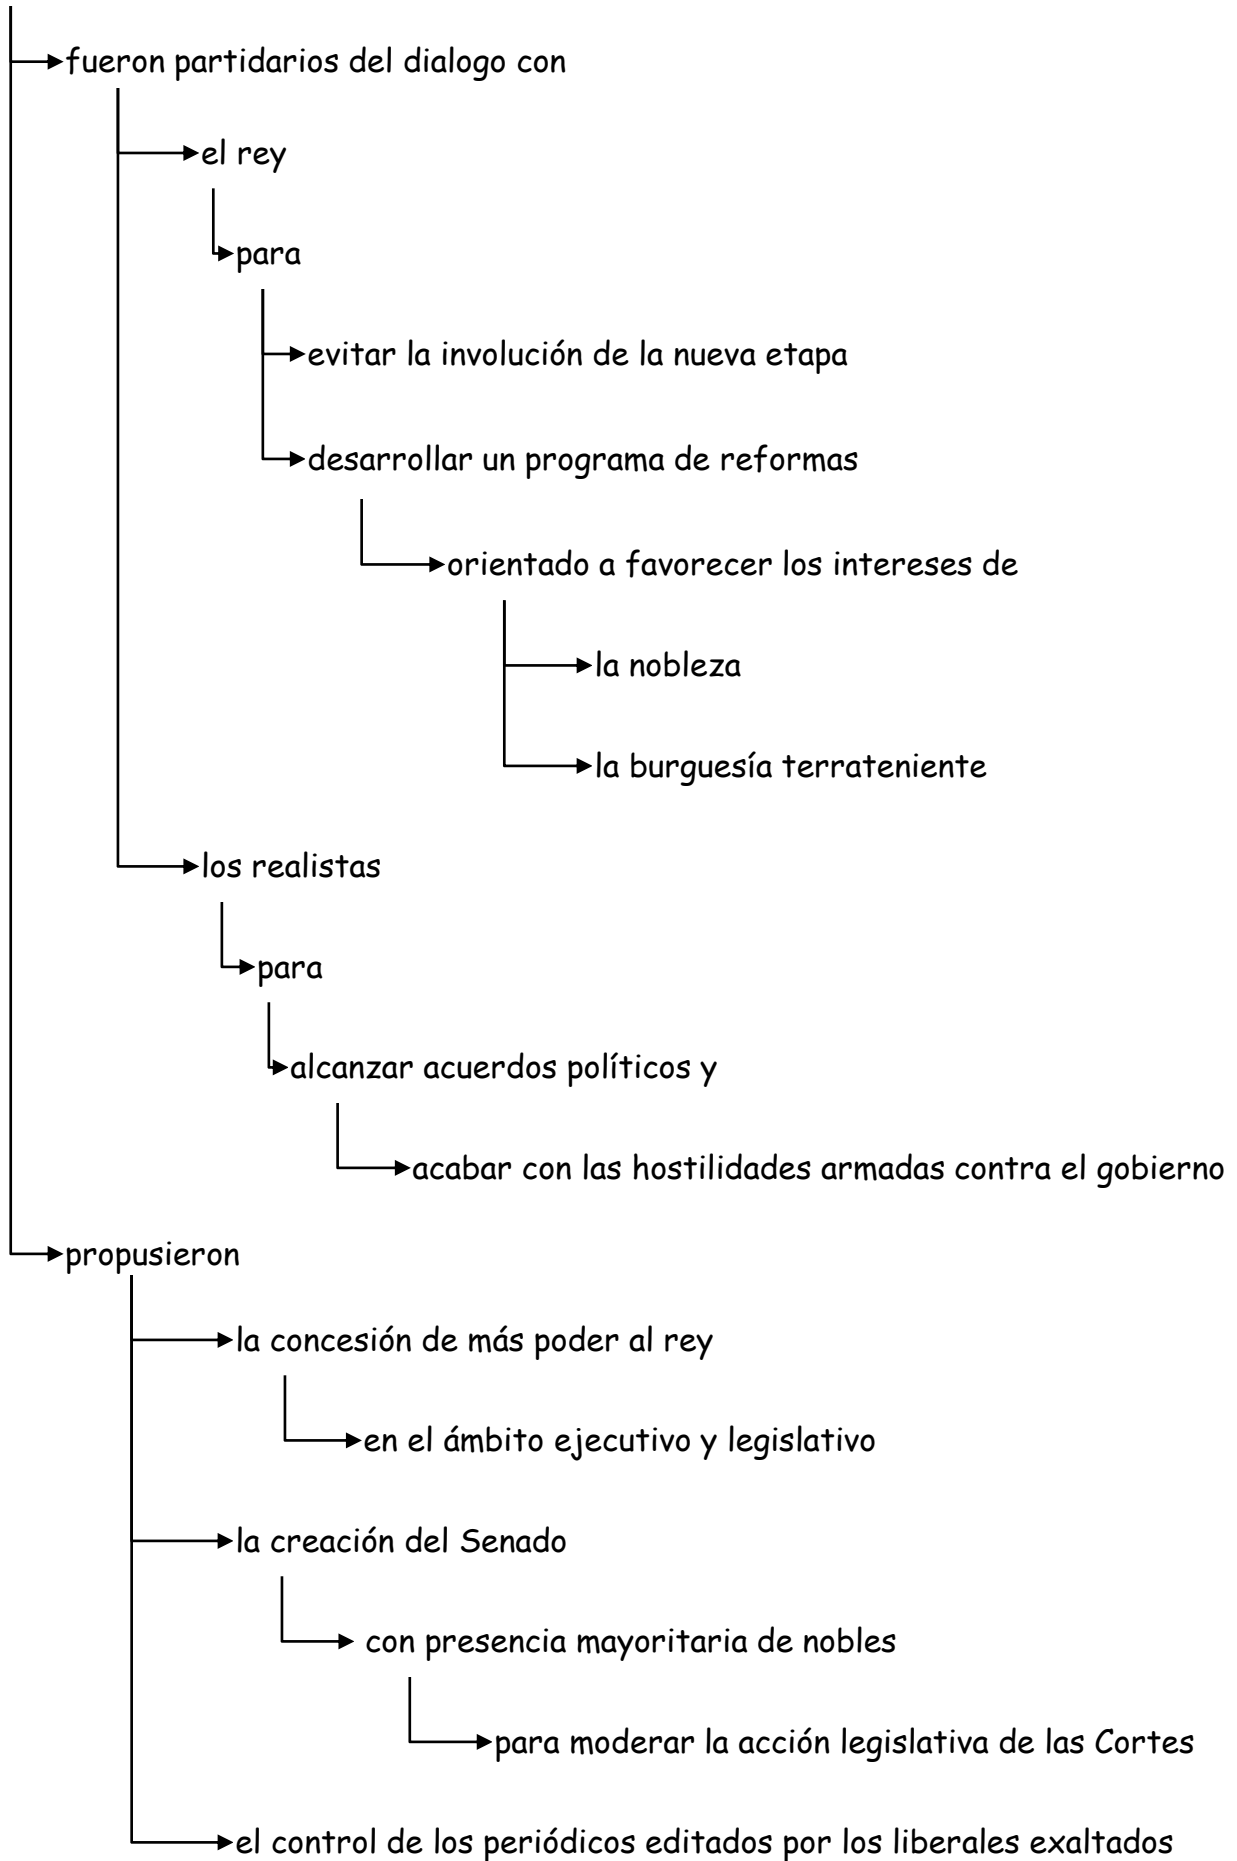 fueron partidarios del dialogo con
el rey
para
evitar la involución de la nueva etapa
desarrollar un programa de reformas
orientado a favorecer los intereses de
la nobleza
la burguesía terrateniente
los realistas
para
alcanzar acuerdos políticos y
acabar con las hostilidades armadas contra el gobierno
propusieron
la concesión de más poder al rey
en el ámbito ejecutivo y legislativo
la creación del Senado
con presencia mayoritaria de nobles
para moderar la acción legislativa de las Cortes
el control de los periódicos editados por los liberales exaltados